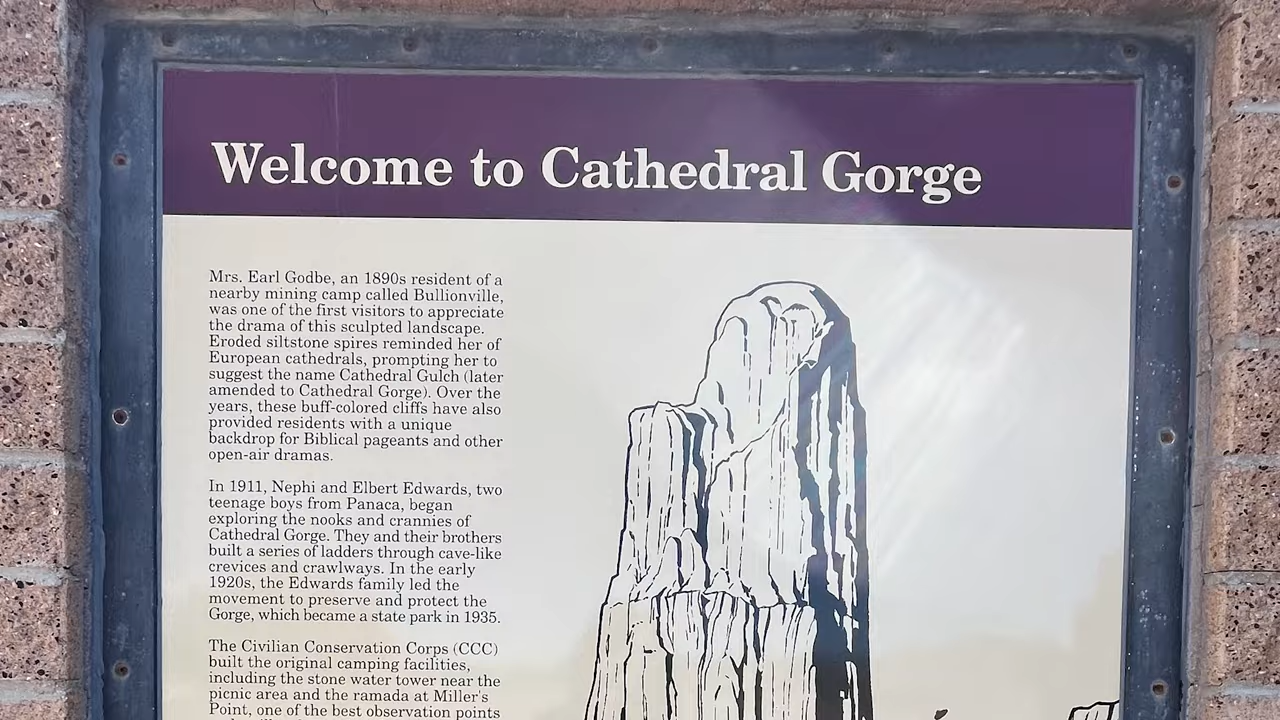 Welcome to Cathedral Gorge
Mrs. Earl Godbe, an 1890s resident of a
nearby mining camp called Bullionville,
was one of the first visitors to appreciate
the drama of this sculpted landscape.
Eroded siltstone spires reminded her of
European cathedrals, prompting her to
suggest the name Cathedral Gulch (later
amended to Cathedral Gorge). Over the
years, these buff-colored cliffs have also
provided residents with a unique
backdrop for Biblical pageants and other
open-air dramas.
In 1911, Nephi and Elbert Edwards, two
teenage boys from Panaca, began
exploring the nooks and crannies of
Cathedral Gorge. They and their brothers
built a series of ladders through cave-like
crevices and crawlways. In the early
1920s, the Edwards family led the
movement to preserve and protect the
Gorge, which became a state park in 1935.
The Civilian Conservation Corps (CCC)
built the original camping facilities,
including the stone water tower near the
picnic area and the ramada at Miller's
Point, one of the best observation points